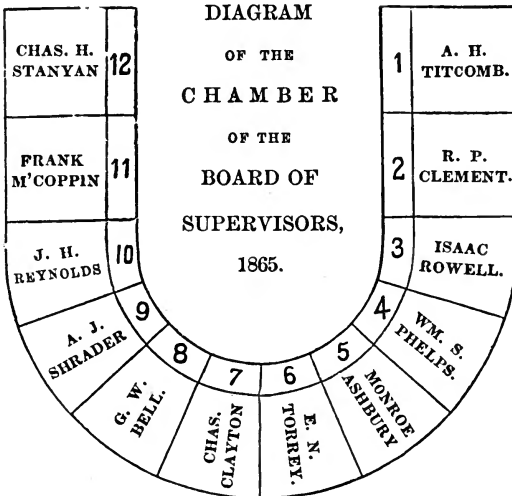 DIAGRAM
OF THE
CHAMBER
OF THE
BOARD OF
SUPERVISORS,
1865.
1
A. H.
TITCOMB.
2
R. P.
CLEMENT.
3
ISAAC
ROWELL.
4
WM. S.
PHELPS.
5
MONROE
ASHBURY
6
E. N.
TORREY.
7
CHAS.
CLAYTON
8
G. W.
BELL.
9
A. J.
SHRADER
10
J. H.
REYNOLDS
11
FRANK
M'COPPIN
12
CHAS. H.
STANYAN